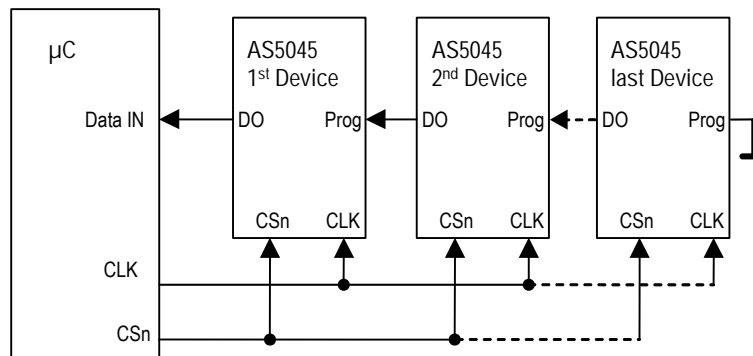 µC
AS5045
1st Device
AS5045
2nd Device
AS5045
last Device
Data IN
DO
Prog
DO
Prog
DO
Prog
CSn
CLK
CSn
CLK
CSn
CLK
CLK
CSn